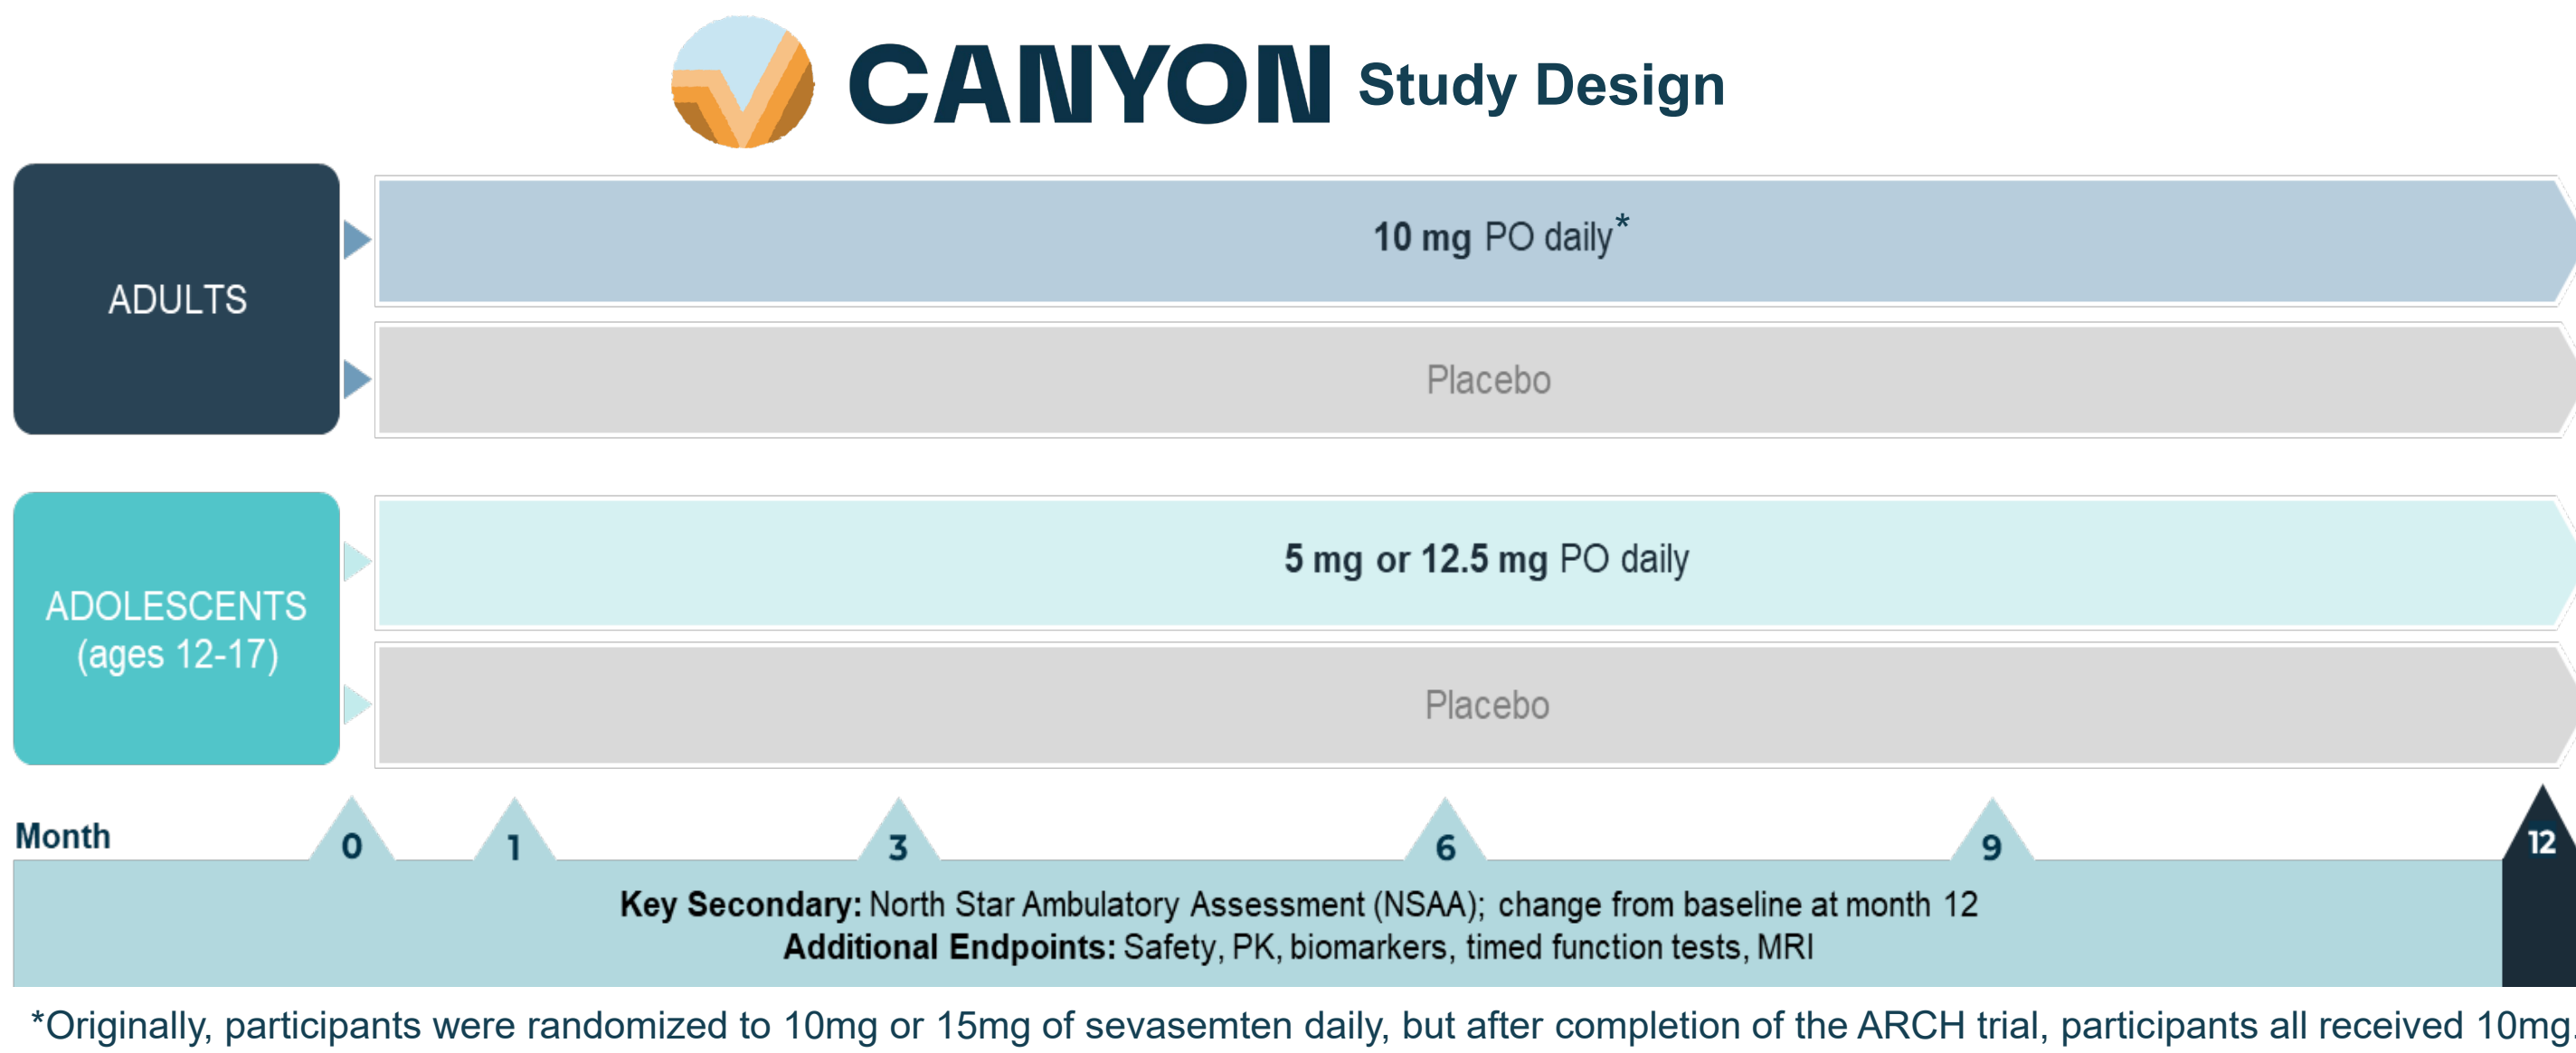 CANYON Study Design
ADULTS
10 mg PO daily*
Placebo
ADOLESCENTS
(ages 12-17)
5 mg or 12.5 mg PO daily
Placebo
Month 0 1 3 6 9 12
Key Secondary: North Star Ambulatory Assessment (NSAA); change from baseline at month 12
Additional Endpoints: Safety, PK, biomarkers, timed function tests, MRI
*Originally, participants were randomized to 10mg or 15mg of sevasemten daily, but after completion of the ARCH trial, participants all received 10mg.